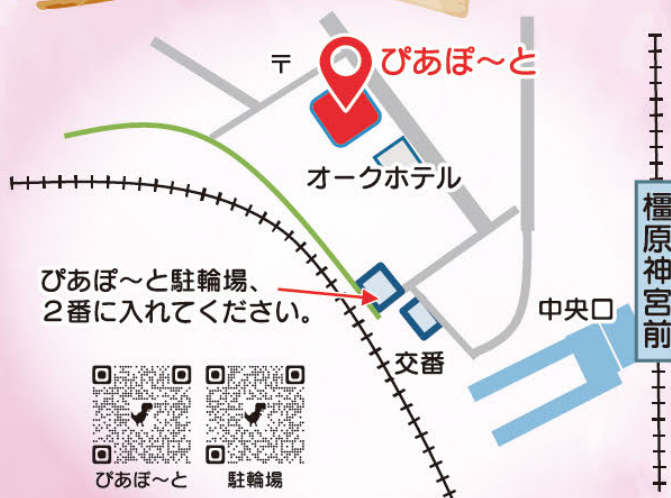 〒
ぴあぽ～と
オークホテル
橿原神宮前
ぴあぽ～と駐輪場、
２番に入れてください。
中央口
交番
ぴあぽ～と
駐輪場